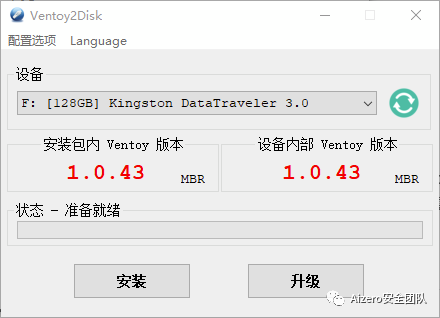 Ventoy2Disk
配置选项 Language
设备
F: [128GB] Kingston DataTraveler 3.0
安装包内 Ventoy 版本 设备内部 Ventoy 版本
1.0.43 MBR 1.0.43 MBR
状态 - 准备就绪
安装 升级
Aizero安全团队